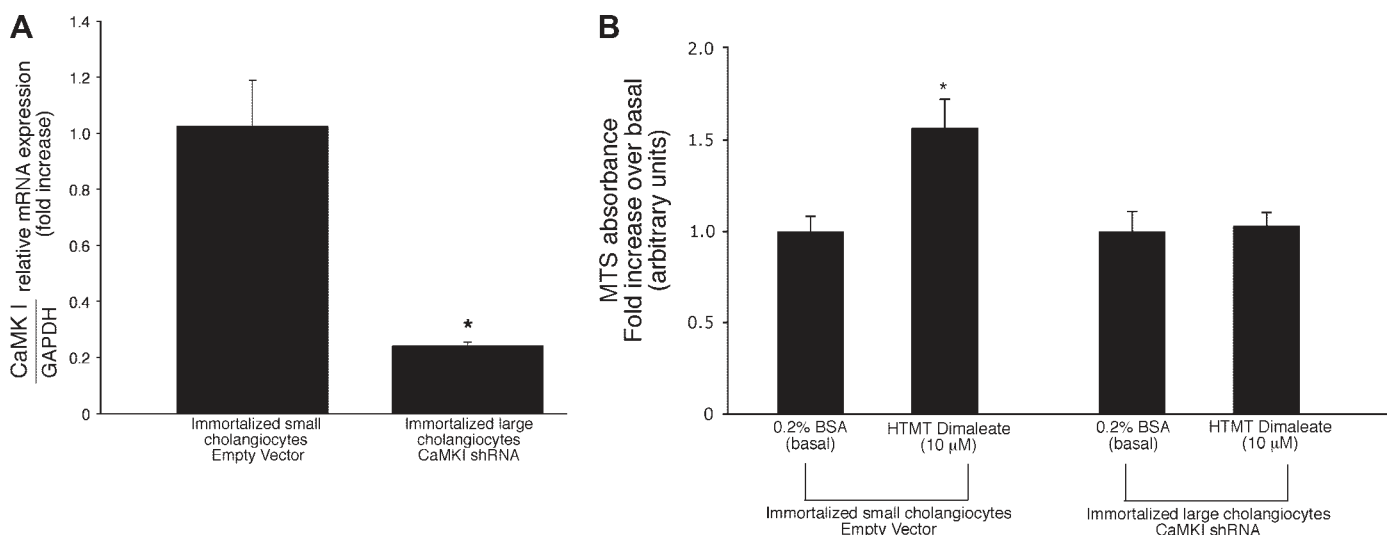 A
CaMK I
GAPDH
relative mRNA expression
(fold increase)
1.4
1.2
1.0
0.8
0.6
0.4
0.2
0
*
Immortalized small
cholangiocytes
Empty Vector
Immortalized large
cholangiocytes
CaMKI shRNA
B
MTS absorbance
Fold increase over basal
(arbitrary units)
2.0
1.5
1.0
0.5
0
*
0.2% BSA
(basal)
HTMT Dimaleate
(10 µM)
0.2% BSA
(basal)
HTMT Dimaleate
(10 µM)
Immortalized small cholangiocytes
Empty Vector
Immortalized large cholangiocytes
CaMKI shRNA